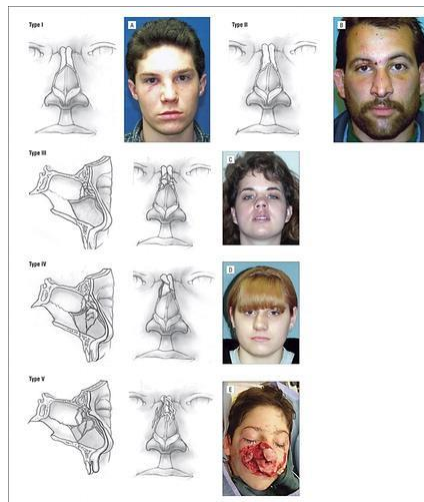 Type I
A
Type II
B
Type III
C
Type IV
D
Type V
E